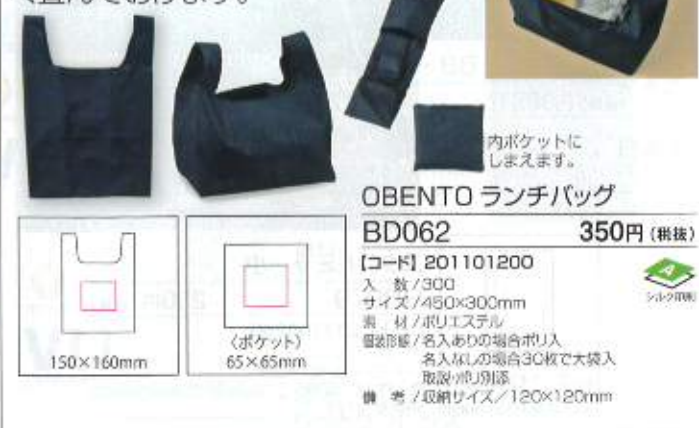 内ポケットに
しまえます。
OBENTO ランチバッグ
BD062 350円(税抜)
【コード】201101200
入 数/300
サイズ/450×300mm
素 材/ポリエステル
個装形態/名入ありの場合ポリ入
名入なしの場合30枚で大袋入
取説・ポリ別添
備 考/収納サイズ/120×120mm
A
シルク印刷
150×160mm
(ポケット)
65×65mm